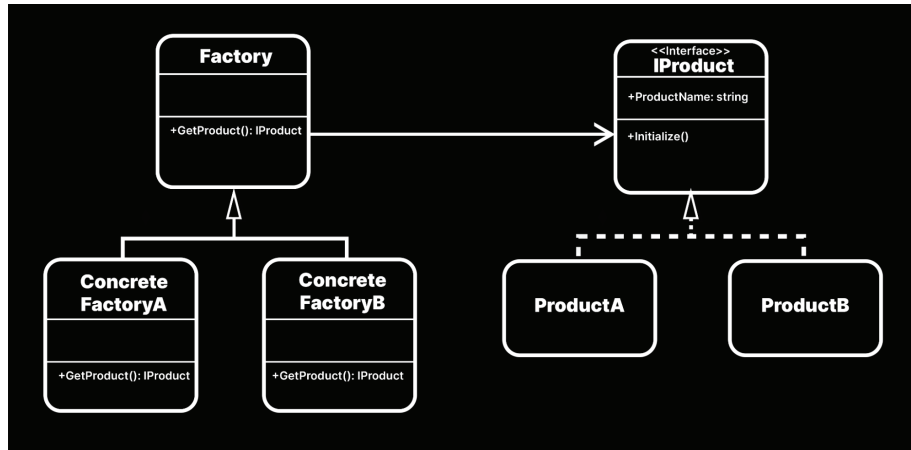 Factory
+GetProduct(): IProduct
<<Interface>>
IProduct
+ProductName: string
+Initialize()
Concrete
FactoryA
+GetProduct(): IProduct
Concrete
FactoryB
+GetProduct(): IProduct
ProductA
ProductB